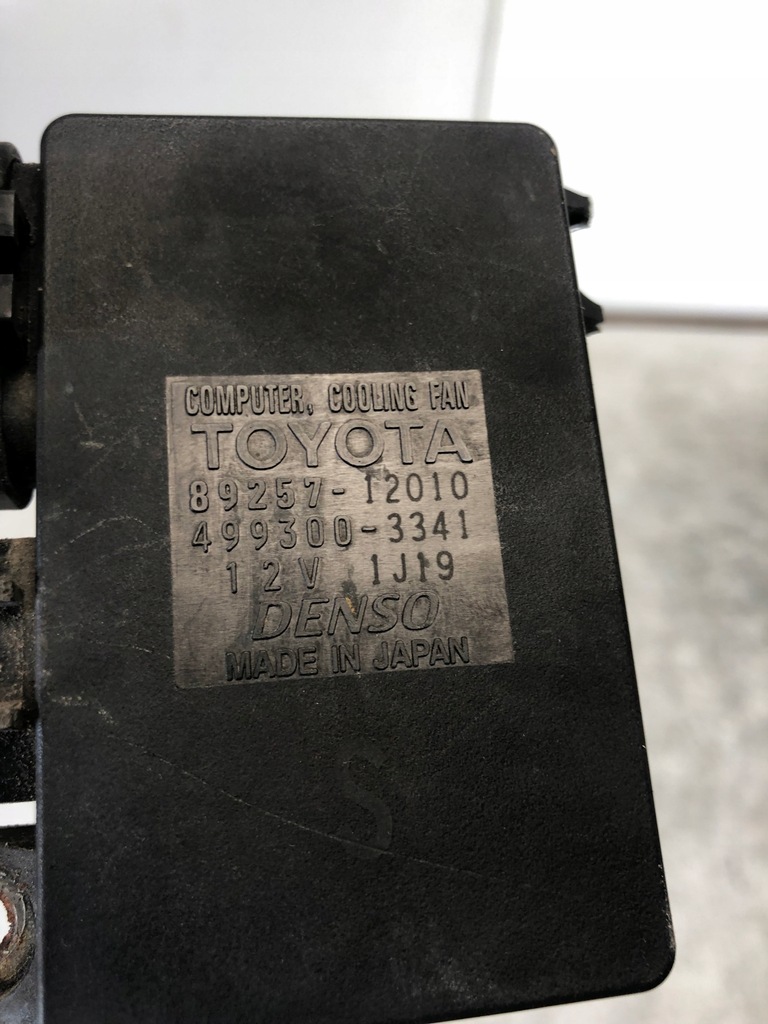 COMPUTER, COOLING FAN
TOYOTA
89257-12010
499300-3341
12V 1J19
DENSO
MADE IN JAPAN
S